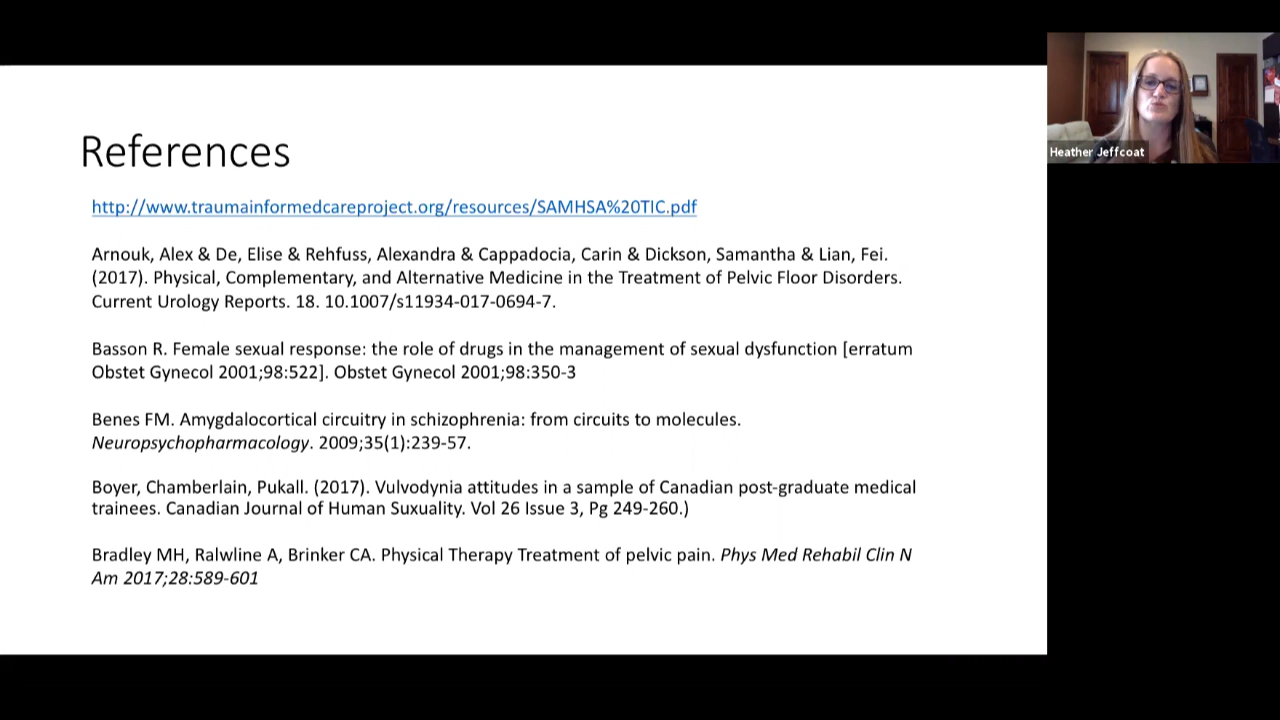 References
http://www.traumainformedcareproject.org/resources/SAMHSA%20TIC.pdf
Arnouk, Alex & De, Elise & Rehfuss, Alexandra & Cappadocia, Carin & Dickson, Samantha & Lian, Fei.
(2017). Physical, Complementary, and Alternative Medicine in the Treatment of Pelvic Floor Disorders.
Current Urology Reports. 18. 10.1007/s11934-017-0694-7.
Basson R. Female sexual response: the role of drugs in the management of sexual dysfunction [erratum
Obstet Gynecol 2001;98:522]. Obstet Gynecol 2001;98:350-3
Benes FM. Amygdalocortical circuitry in schizophrenia: from circuits to molecules.
Neuropsychopharmacology. 2009;35(1):239-57.
Boyer, Chamberlain, Pukall. (2017). Vulvodynia attitudes in a sample of Canadian post-graduate medical
trainees. Canadian Journal of Human Suxuality. Vol 26 Issue 3, Pg 249-260.)
Bradley MH, Ralwline A, Brinker CA. Physical Therapy Treatment of pelvic pain. Phys Med Rehabil Clin N
Am 2017;28:589-601
Heather Jeffcoat